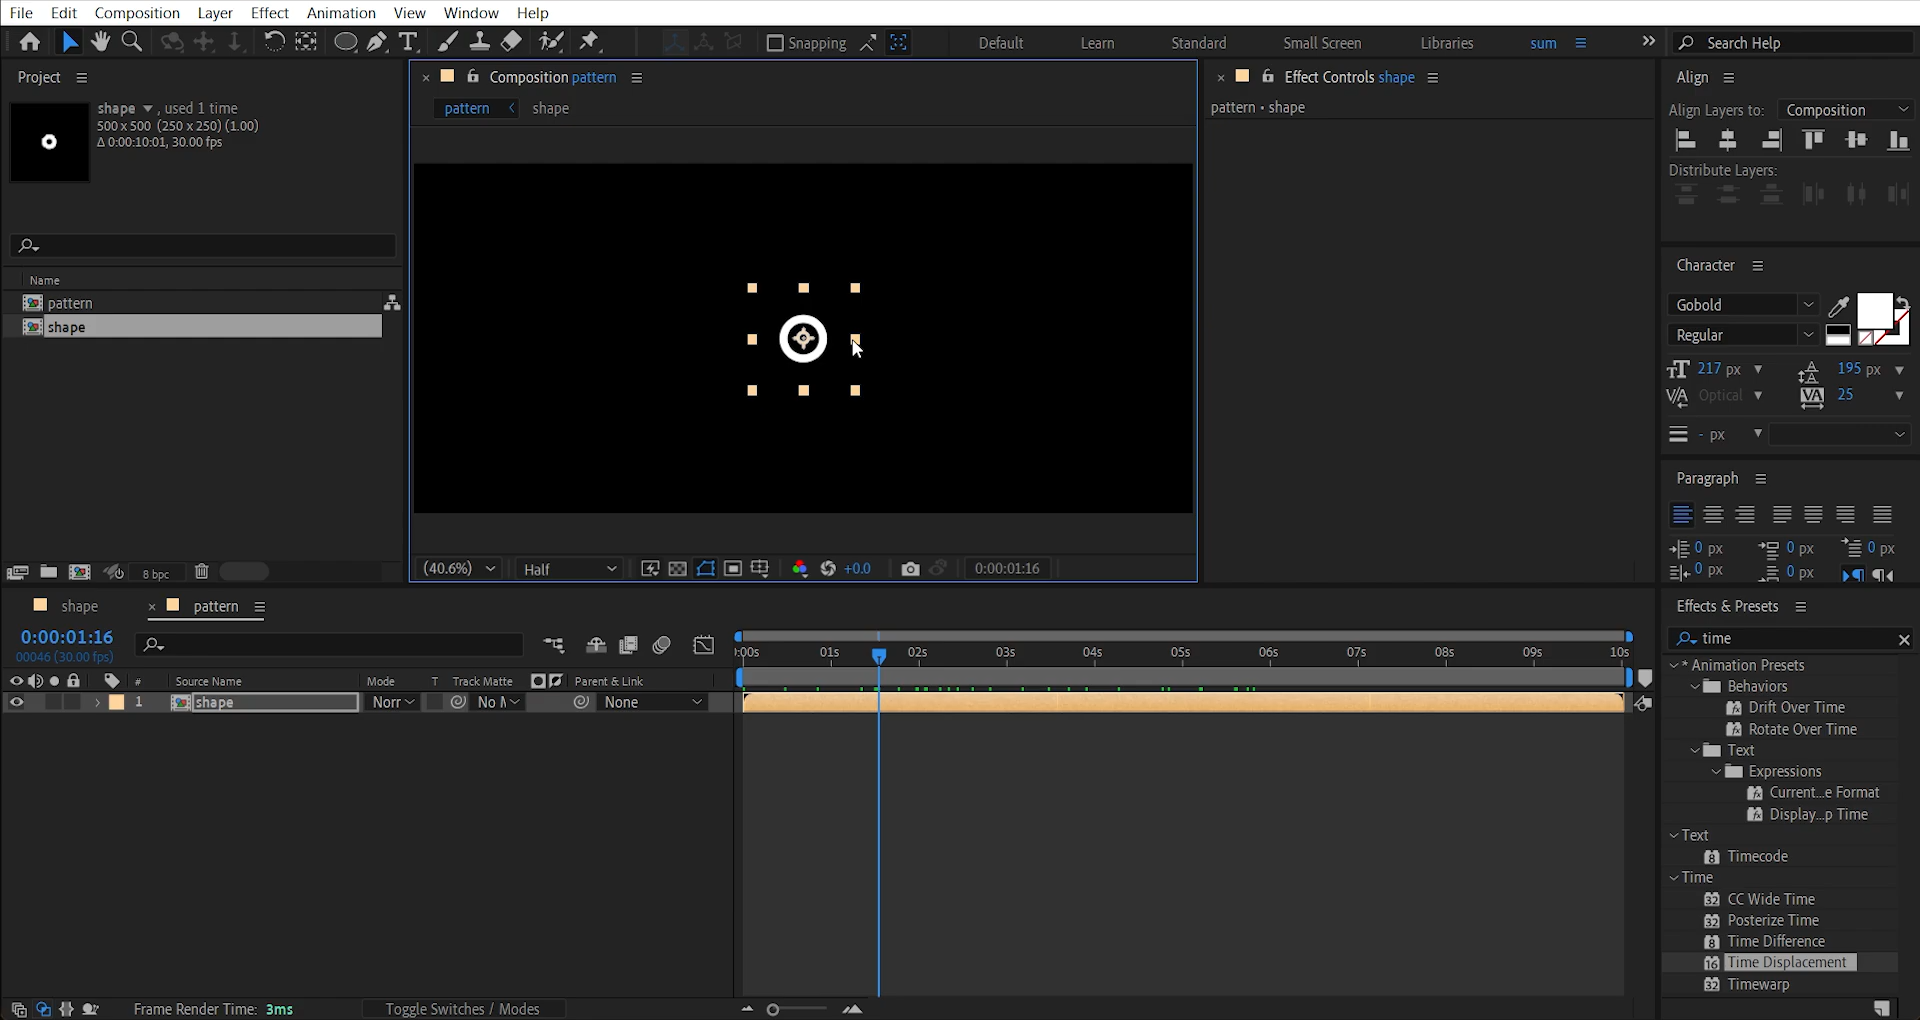 File Edit Composition Layer Effect Animation View Window Help
Snapping Default Learn Standard Small Screen Libraries sum Search Help
Project
shape , used 1 time
500 x 500 (250 x 250) (1.00)
Δ 0:00:10:01, 30.00 fps
Name
pattern
shape
8 bpc
Composition pattern
pattern shape
(40.6%) Half +0.0 0:00:01:16
Effect Controls shape
pattern • shape
Align
Align Layers to: Composition
Distribute Layers:
Character
Gobold
Regular
217 px 195 px
Optical 25
- px
Paragraph
0 px 0 px 0 px
0 px 0 px
shape pattern
0:00:01:16
00046 (30.00 fps)
:00s 01s 02s 03s 04s 05s 06s 07s 08s 09s 10s
# Source Name Mode T Track Matte Parent & Link
1 shape Norr No None
Frame Render Time: 3ms Toggle Switches / Modes
Effects & Presets
time
* Animation Presets
Behaviors
Drift Over Time
Rotate Over Time
Text
Expressions
Current...e Format
Display...p Time
Text
8 Timecode
Time
32 CC Wide Time
32 Posterize Time
8 Time Difference
16 Time Displacement
32 Timewarp